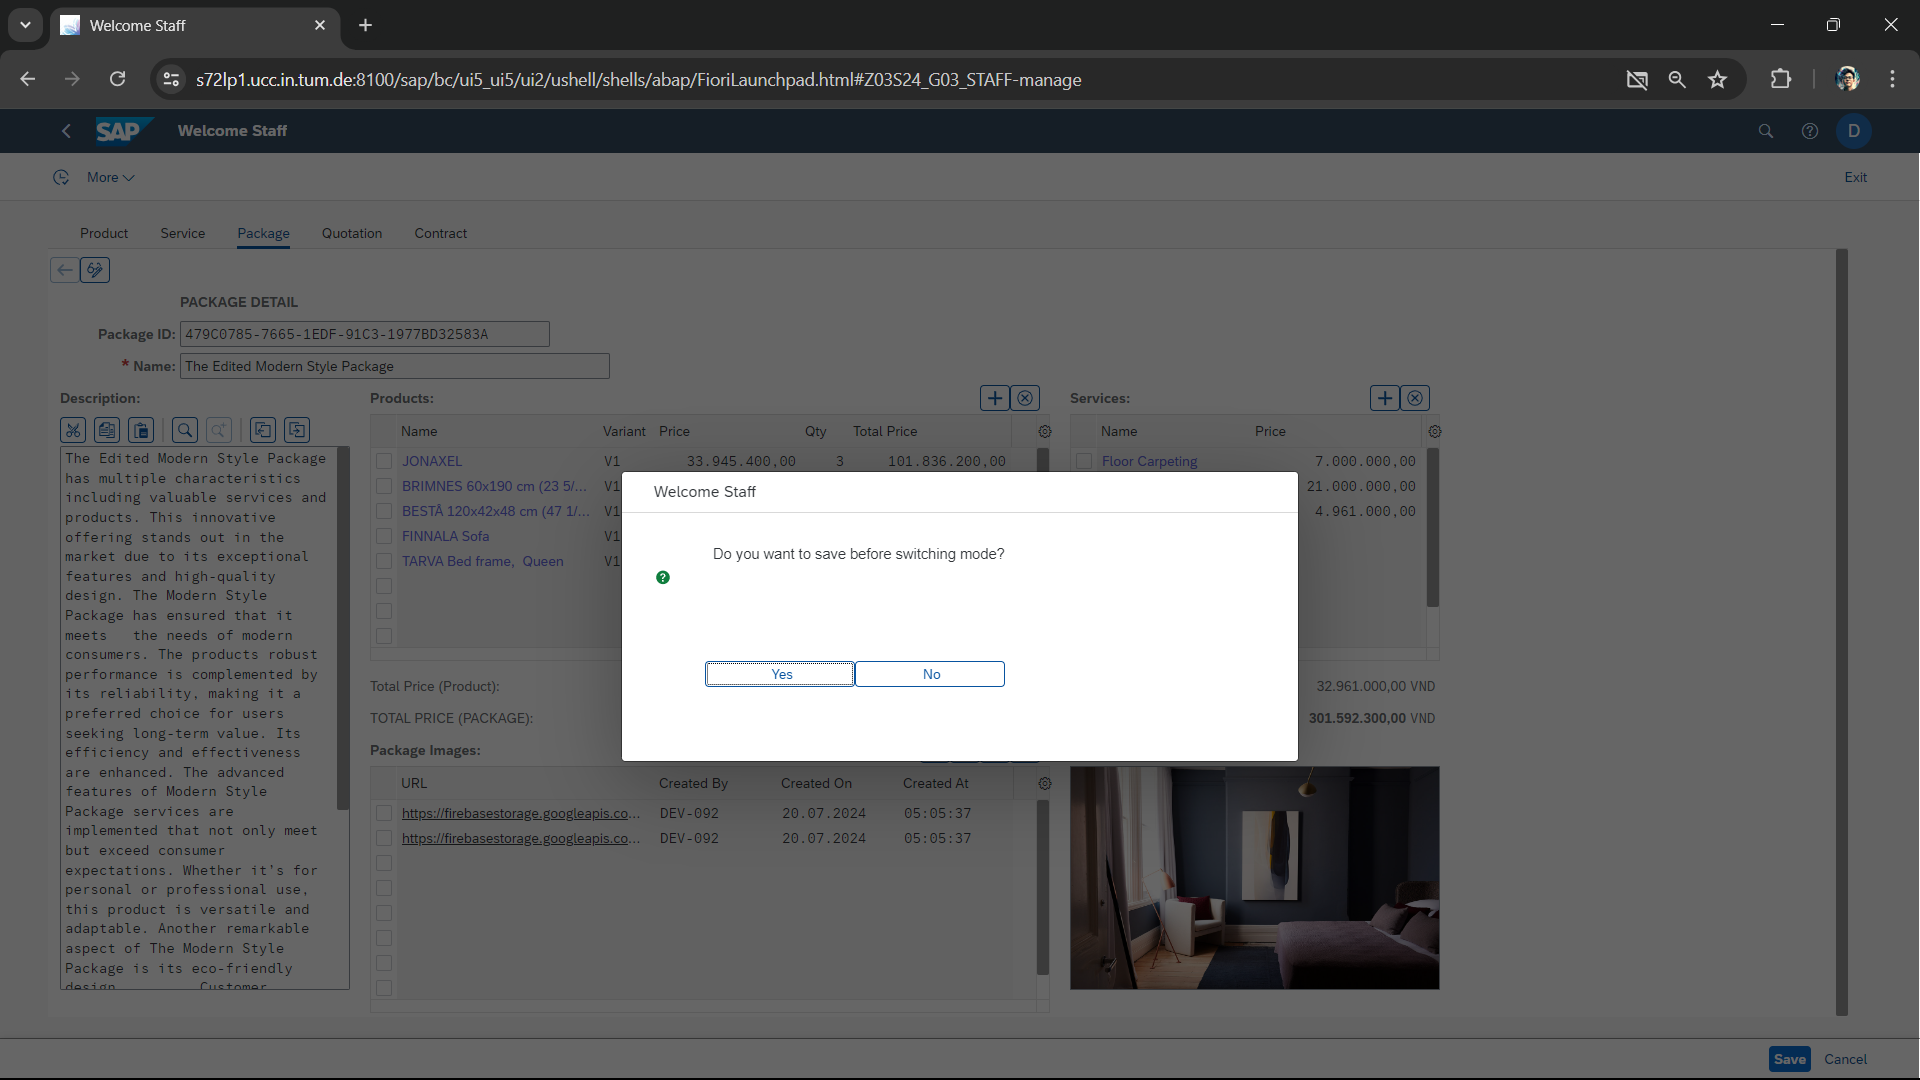 Welcome Staff
s72lp1.ucc.in.tum.de:8100/sap/bc/ui5_ui5/ui2/ushell/shells/abap/FioriLaunchpad.html#Z03S24_G03_STAFF-manage
SAP Welcome Staff D
More Exit
Product Service Package Quotation Contract
PACKAGE DETAIL
Package ID: 479C0785-7665-1EDF-91C3-1977BD32583A
* Name: The Edited Modern Style Package
Description:
The Edited Modern Style Package
has multiple characteristics
including valuable services and
products. This innovative
offering stands out in the
market due to its exceptional
features and high-quality
design. The Modern Style
Package has ensured that it
meets   the needs of modern
consumers. The products robust
performance is complemented by
its reliability, making it a
preferred choice for users
seeking long-term value. Its
efficiency and effectiveness
are enhanced. The advanced
features of Modern Style
Package services are
implemented that not only meet
but exceed consumer
expectations. Whether it's for
personal or professional use,
this product is versatile and
adaptable. Another remarkable
aspect of The Modern Style
Package is its eco-friendly
design        Customer
Products:
Name Variant Price Qty Total Price
JONAXEL V1 33.945.400,00 3 101.836.200,00
BRIMNES 60x190 cm (23 5/... V1
BESTÅ 120x42x48 cm (47 1/... V1
FINNALA Sofa V1
TARVA Bed frame, Queen V1
Services:
Name Price
Floor Carpeting 7.000.000,00
21.000.000,00
4.961.000,00
Welcome Staff
Do you want to save before switching mode?
Yes No
Total Price (Product): 32.961.000,00 VND
TOTAL PRICE (PACKAGE): 301.592.300,00 VND
Package Images:
URL Created By Created On Created At
https://firebasestorage.googleapis.co... DEV-092 20.07.2024 05:05:37
https://firebasestorage.googleapis.co... DEV-092 20.07.2024 05:05:37
Save Cancel